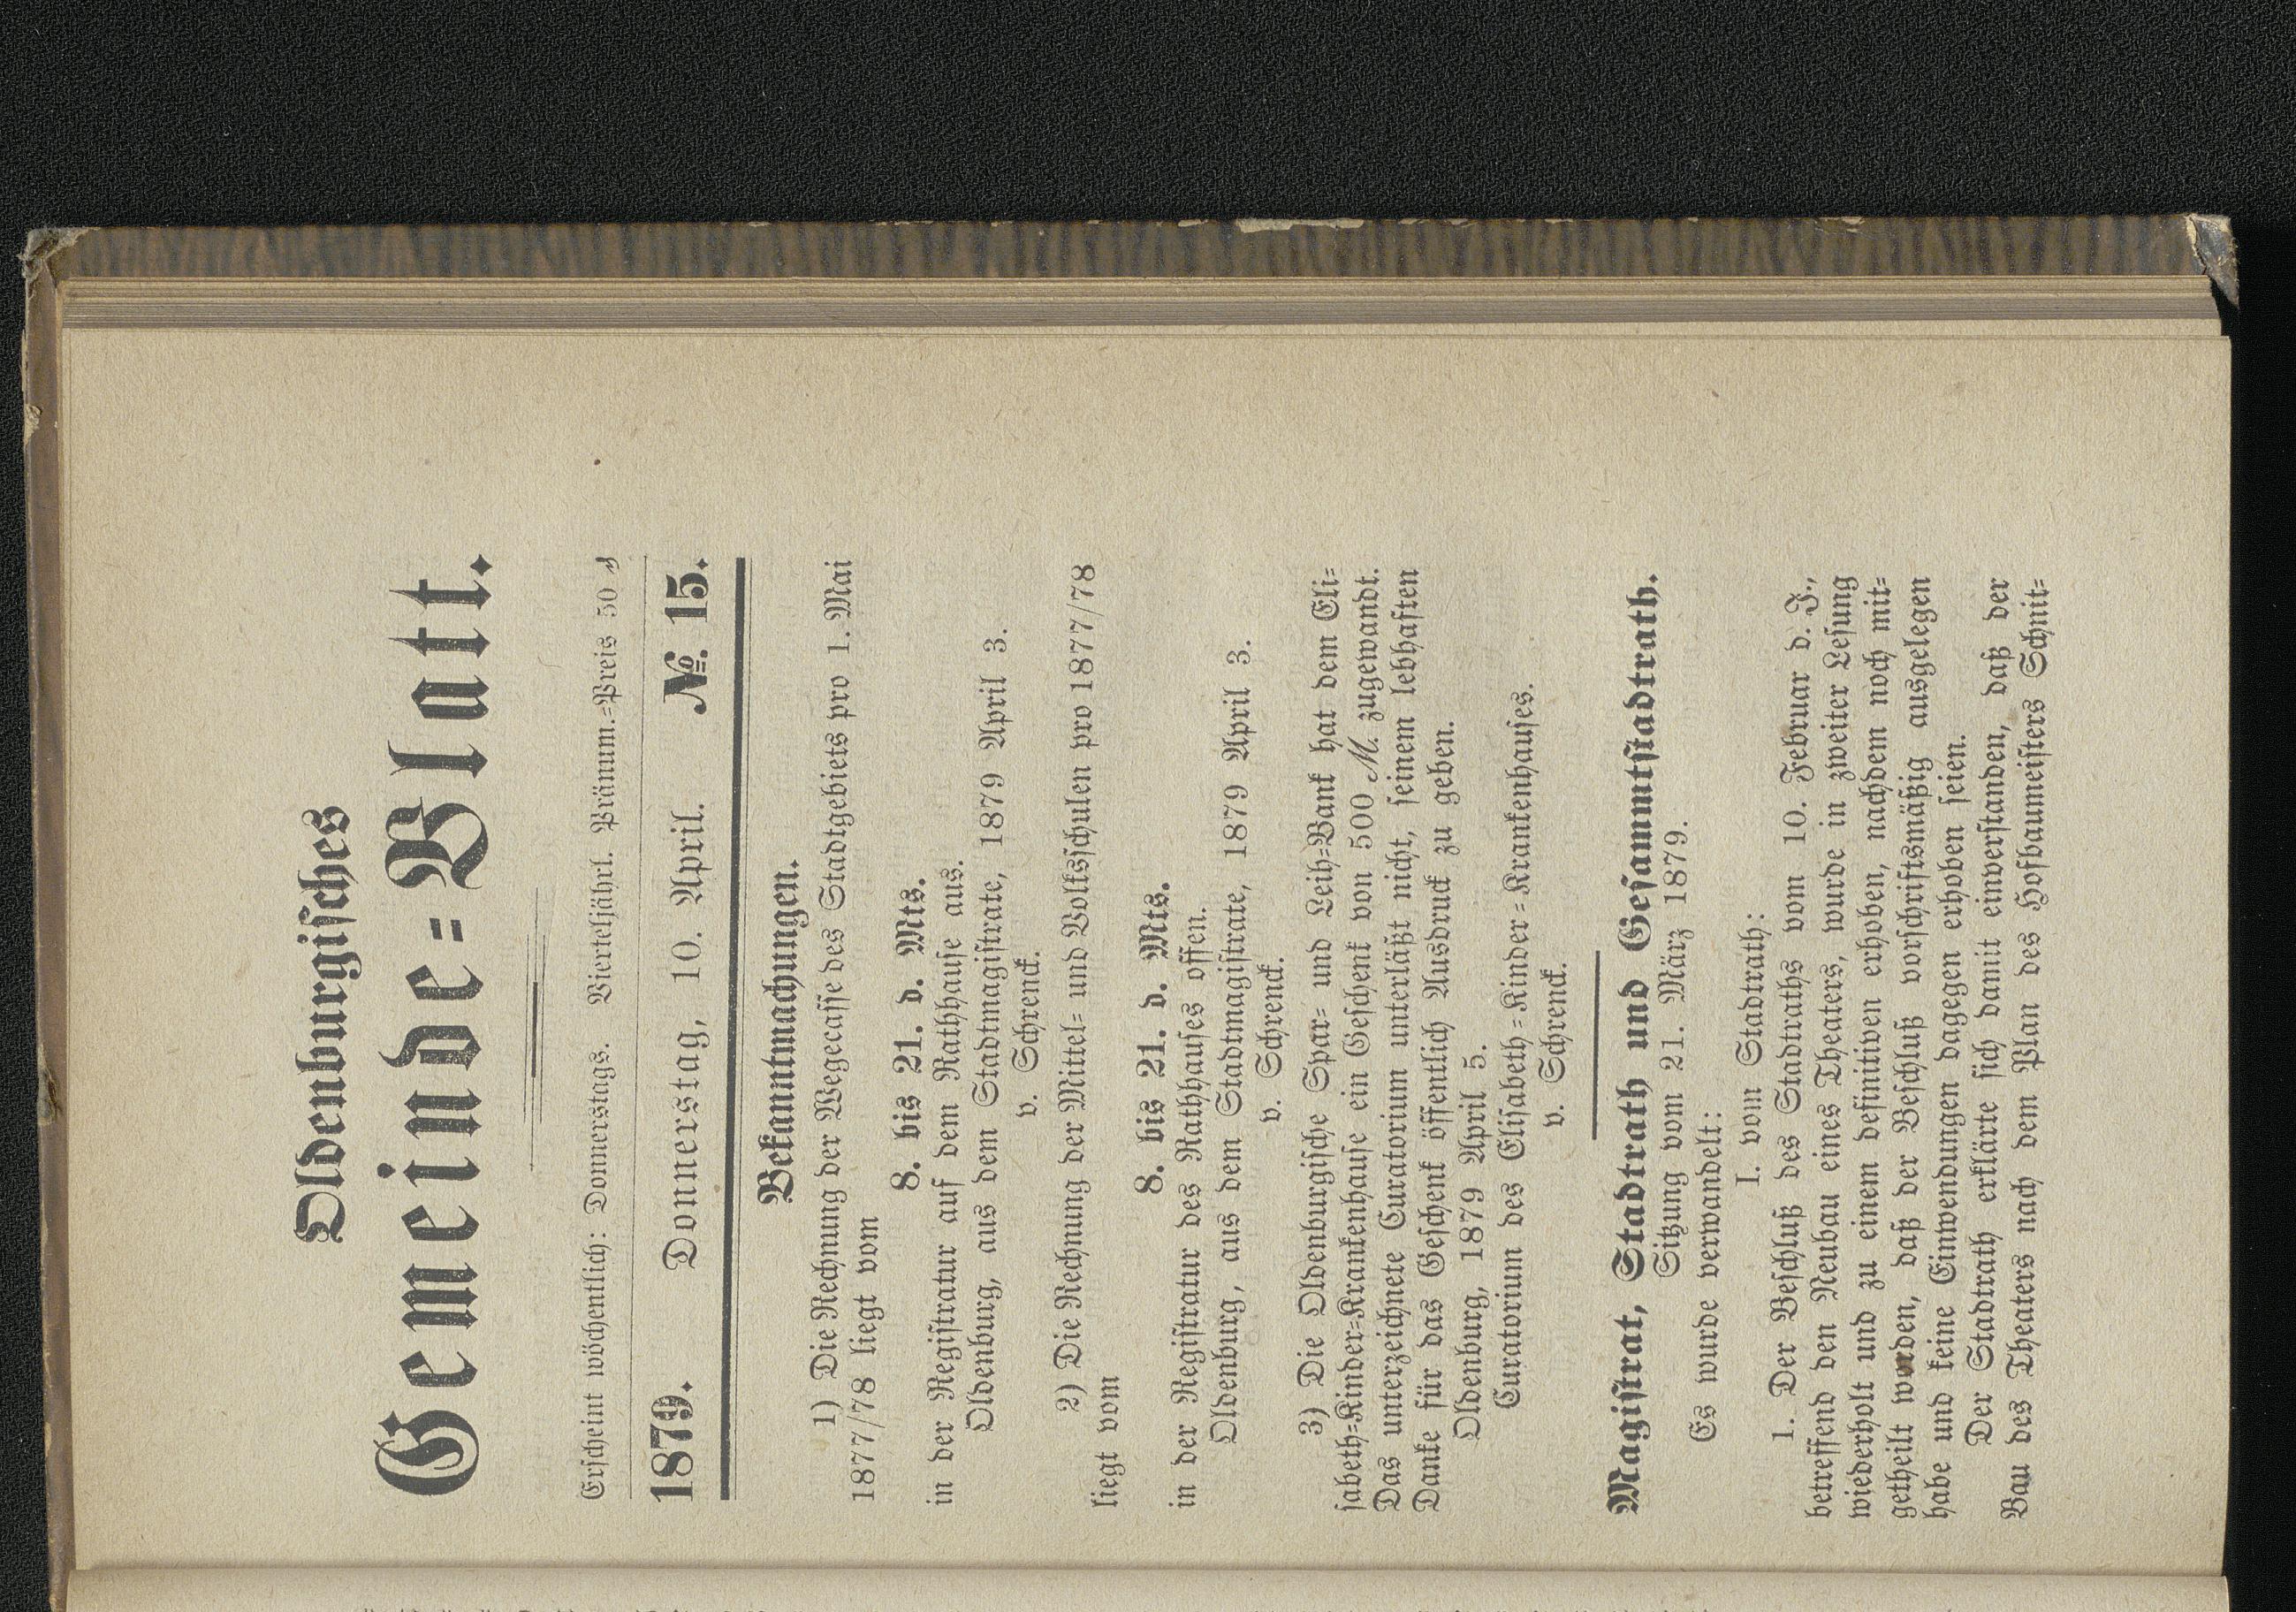 Oldenburgisches
Gemeinde=Blatt.
Erscheint wöchentlich: Donnerstags. Vierteljährl. Pränum.=Preis 50 ₰
1879. Donnerstag, 10. April. №. 15.
Bekanntmachungen.
1) Die Rechnung der Wegecasse des Stadtgebiets pro 1. Mai
1877/78 liegt vom
8. bis 21. d. Mts.
in der Registratur auf dem Rathhause aus.
Oldenburg, aus dem Stadtmagistrate, 1879 April 3.
v. Schrenck.
2) Die Rechnung der Mittel= und Volksschulen pro 1877/78
liegt vom
8. bis 21. d. Mts.
in der Registratur des Rathhauses offen.
Oldenburg, aus dem Stadtmagistrate, 1879 April 3.
v. Schrenck.
3) Die Oldenburgische Spar= und Leih=Bank hat dem Eli=
sabeth=Kinder=Krankenhause ein Geschenk von 500 M. zugewandt.
Das unterzeichnete Curatorium unterläßt nicht, seinem lebhaften
Danke für das Geschenk öffentlich Ausdruck zu geben.
Oldenburg, 1879 April 5.
Curatorium des Elisabeth=Kinder=Krankenhauses.
v. Schrenck.
Magistrat, Stadtrath und Gesammtstadtrath.
Sitzung vom 21. März 1879.
Es wurde verwandelt:
I. vom Stadtrath:
1. Der Beschluß des Stadtraths vom 10. Februar d. J.,
betreffend den Neubau eines Theaters, wurde in zweiter Lesung
wiederholt und zu einem definitiven erhoben, nachdem noch mit=
getheilt worden, daß der Beschluß vorschriftsmäßig ausgelegen
habe und keine Einwendungen dagegen erhoben seien.
Der Stadtrath erklärte sich damit einverstanden, daß der
Bau des Theaters nach dem Plan des Hofbaumeisters Schnit=